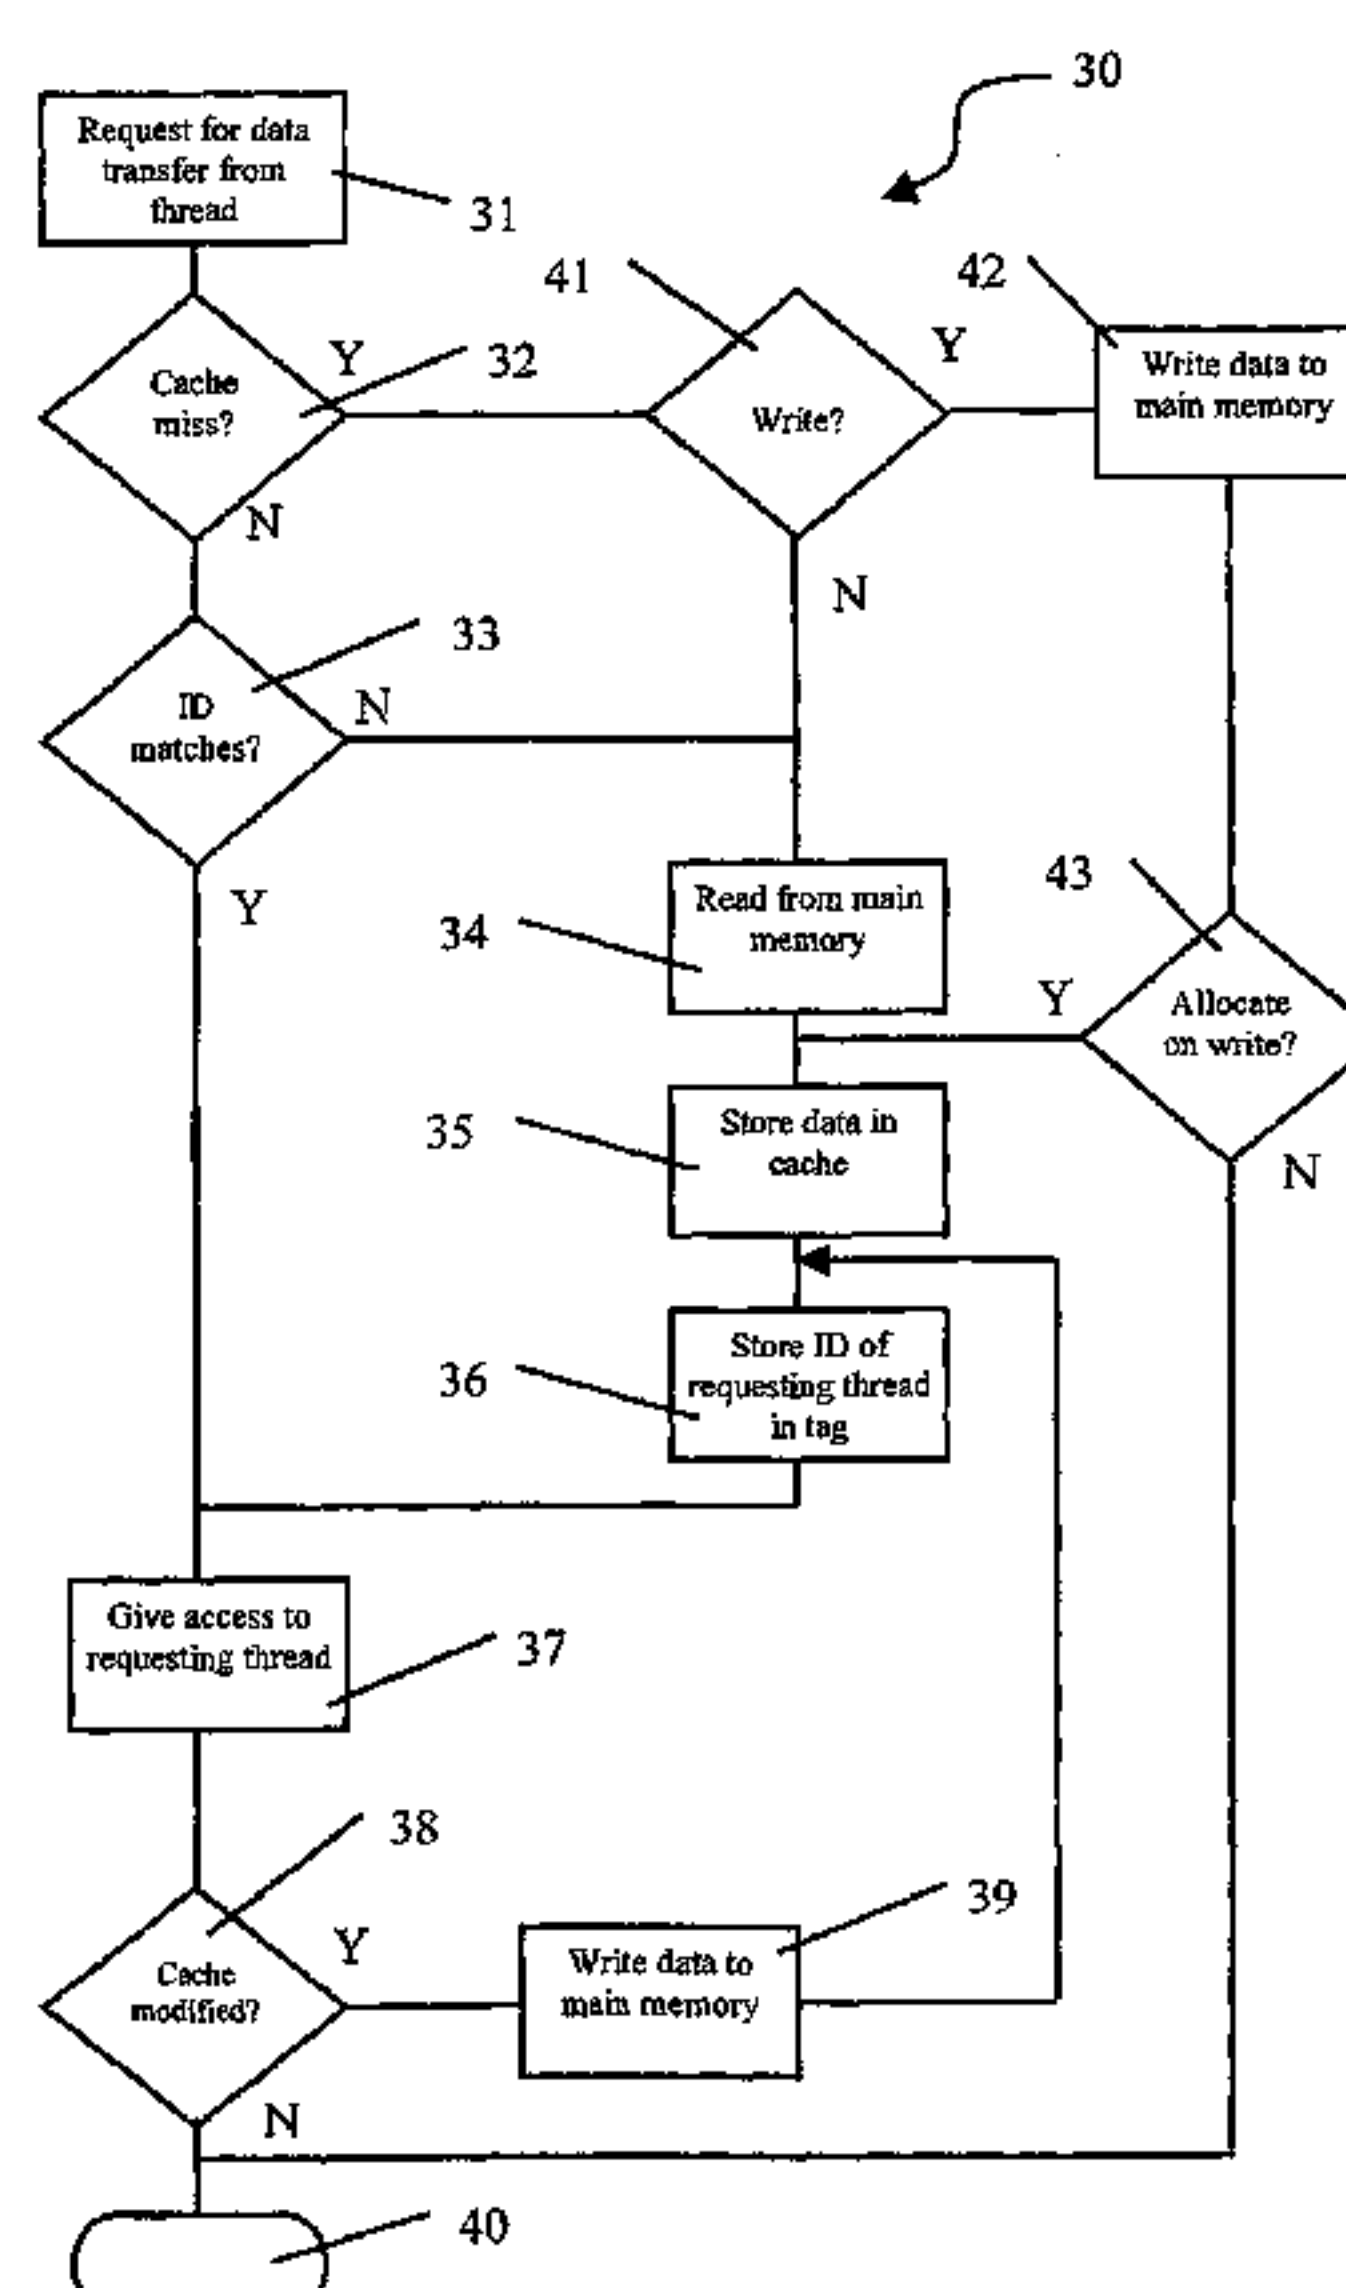 30
Request for data
transfer from
thread
31
41
42
Y
Y
32
Cache
miss?
Write?
Write data to
main memory
N
N
33
ID
matches?
N
Y
34
Read from main
memory
43
Y
Allocate
on write?
N
35
Store data in
cache
36
Store ID of
requesting thread
in tag
Give access to
requesting thread
37
38
Cache
modified?
Y
39
Write data to
main memory
N
40